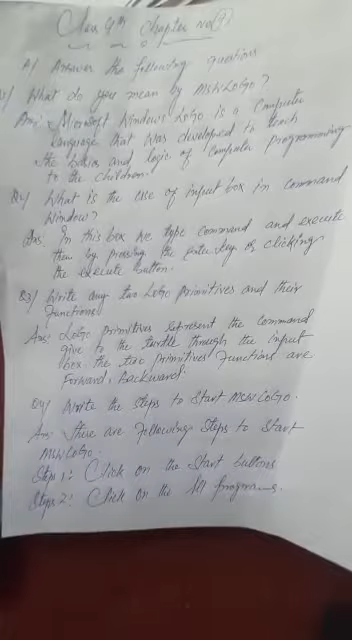 Class 4th Chapter no (9)
A/ Answer the following questions
Q1/ What do you mean by MSWLOGO?
Ans: Microsoft Windows LOGO is a Computer
language that was developed to teach
the basics and logic of Computer programming
to the children.
Q2/ What is the use of input box in command
window?
Ans. In this box we type command and execute
them by pressing the enter key or clicking
the execute button.
Q3/ Write any two LOGO primitives and their
functions
Ans: LOGO primitives represent the command
give to the turtle through the input
box. the two primitives functions are
Forward, backward.
Q4/ Write the Steps to Start MSW LOGO.
Ans: These are following Steps to Start
MSWLOGO.
Step 1: Click on the Start buttons
Steps 2: Click on the All programs.